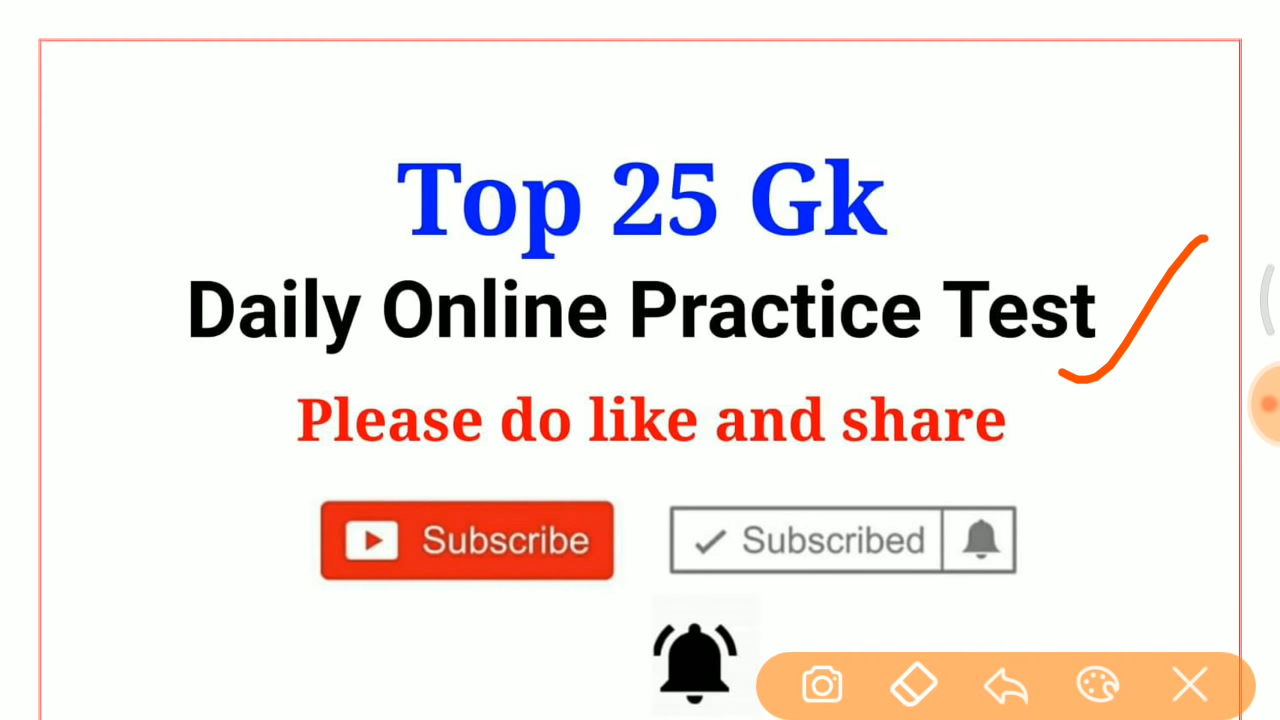 Top 25 Gk
Daily Online Practice Test
Please do like and share
Subscribe
Subscribed